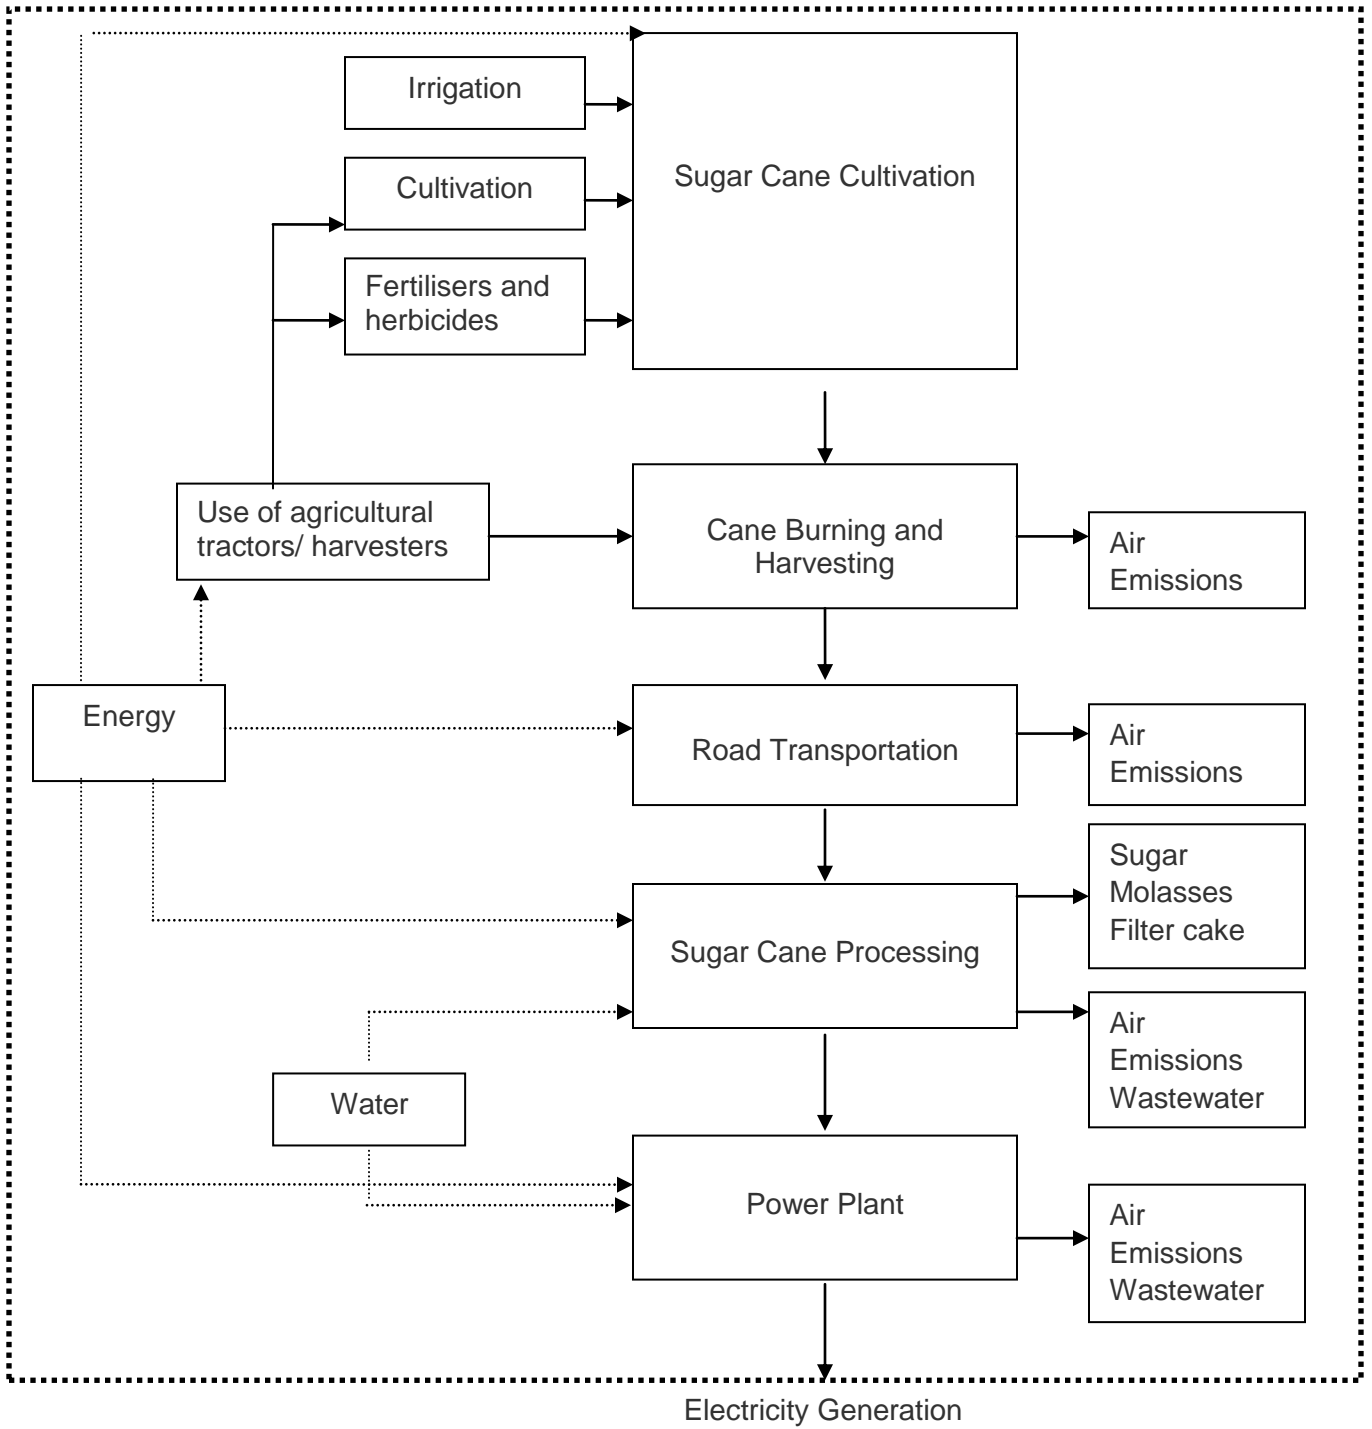 Irrigation
Sugar Cane Cultivation
Cultivation
Fertilisers and
herbicides
Use of agricultural
tractors/ harvesters
Cane Burning and
Harvesting
Air
Emissions
Energy
Road Transportation
Air
Emissions
Sugar
Molasses
Filter cake
Sugar Cane Processing
Air
Emissions
Wastewater
Water
Power Plant
Air
Emissions
Wastewater
Electricity Generation